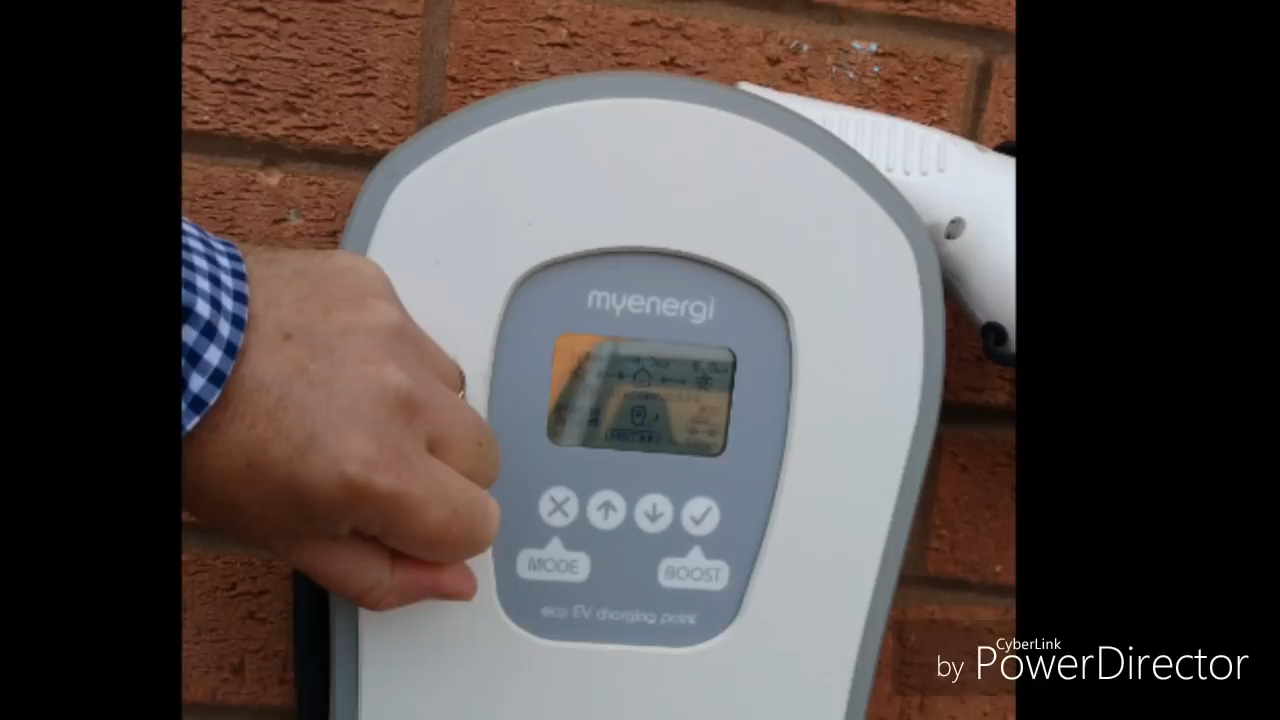 myenergi
MODE
BOOST
eco EV charging point
CyberLink
by PowerDirector